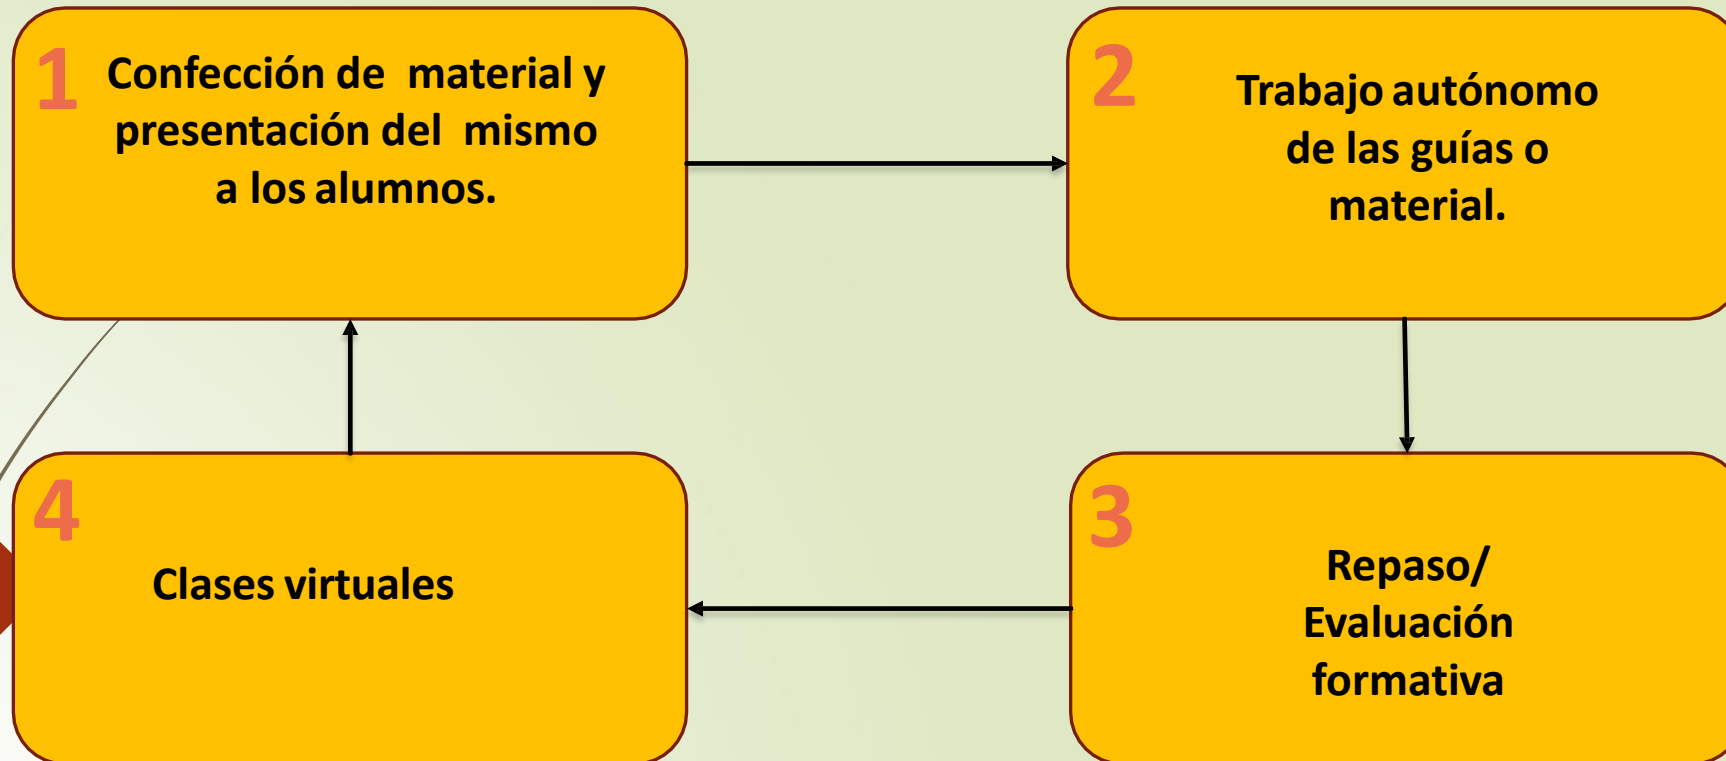 1
Confección de material y
presentación del mismo
a los alumnos.
2
Trabajo autónomo
de las guías o
material.
3
Repaso/
Evaluación
formativa
4
Clases virtuales